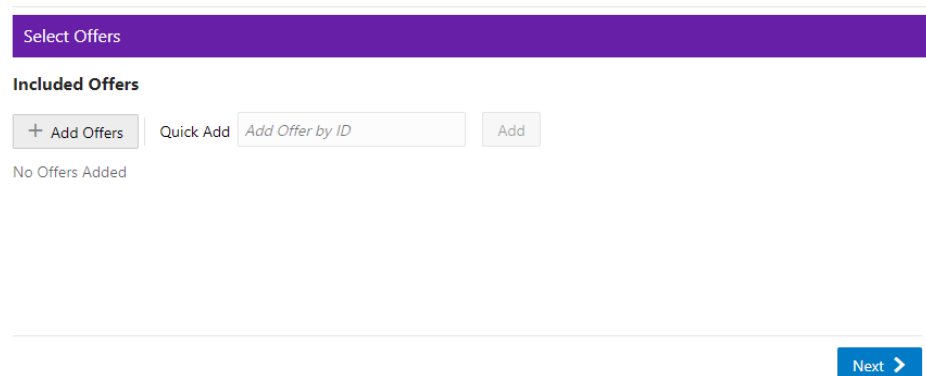 Select Offers
Included Offers
+ Add Offers Quick Add Add Offer by ID Add
No Offers Added
Next